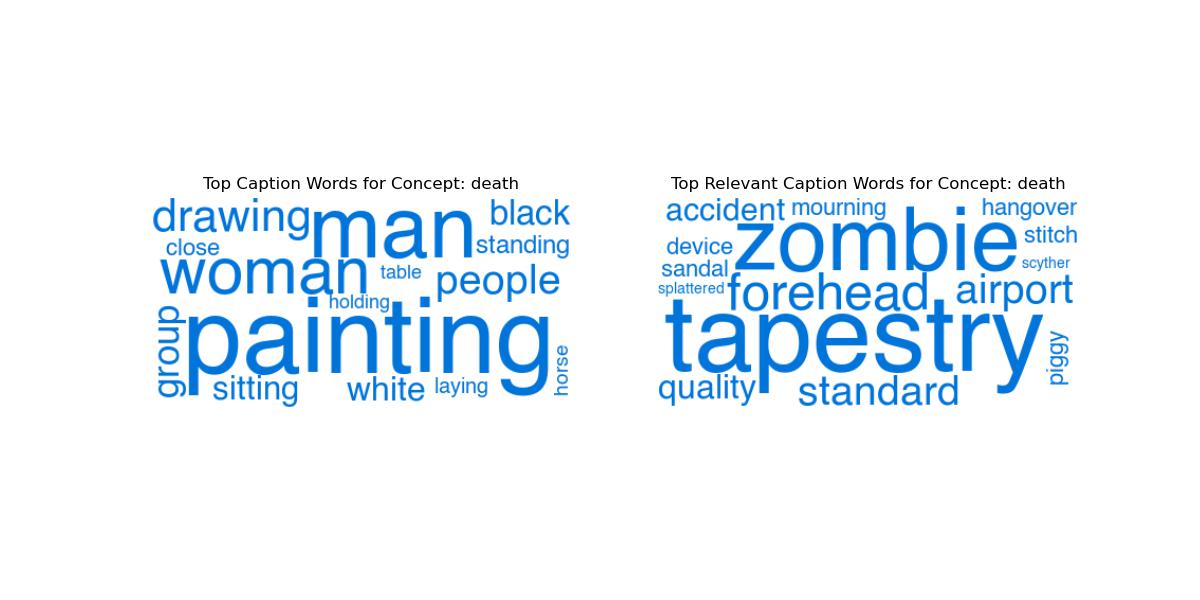 Top Caption Words for Concept: death
drawing man black
close standing
woman table people
holding
group painting horse
sitting white laying
Top Relevant Caption Words for Concept: death
accident mourning hangover
device zombie stitch
sandal scyther
splattered forehead airport
tapestry piggy
quality standard